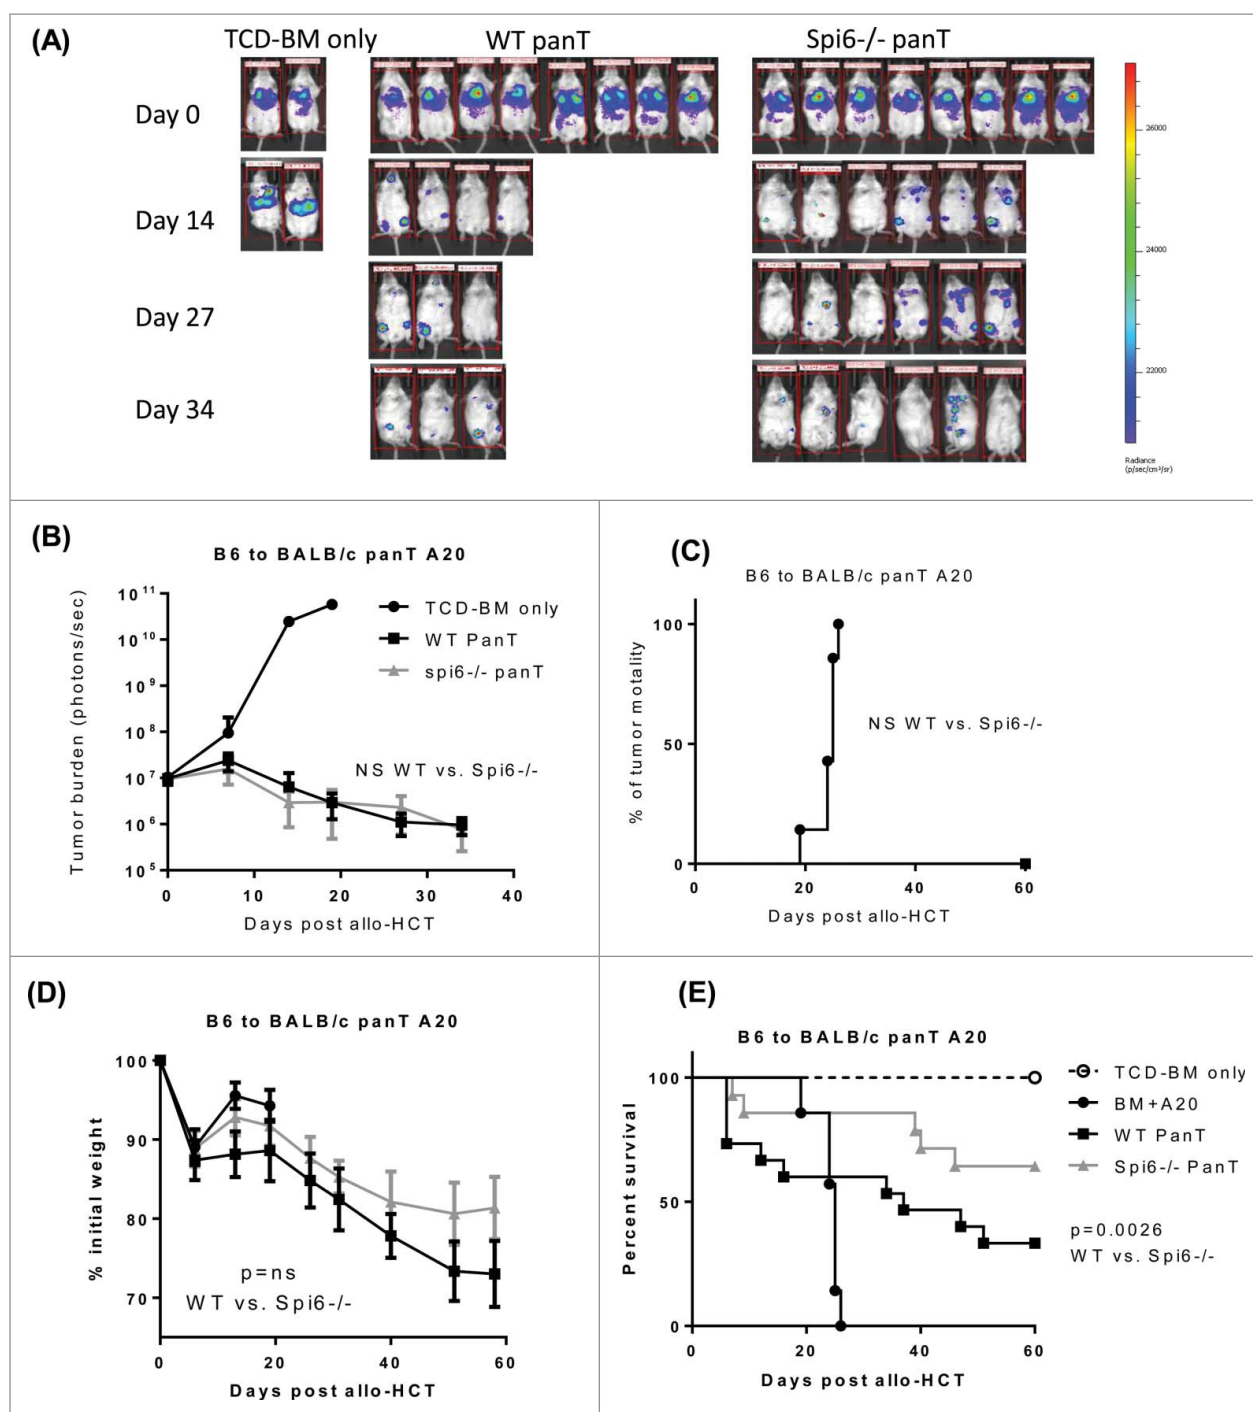 (A)
TCD-BM only
WT panT
Spi6-/- panT
Day 0
Day 14
Day 27
Day 34
26000
24000
22000
Radiance
(p/sec/cm²/sr)
(B)
B6 to BALB/c panT A20
Tumor burden (photons/sec)
10¹¹
10¹⁰
10⁹
10⁸
10⁷
10⁶
10⁵
TCD-BM only
WT PanT
spi6-/- panT
NS WT vs. Spi6-/-
0 10 20 30 40
Days post allo-HCT
(C)
B6 to BALB/c panT A20
% of tumor motality
100
50
0
NS WT vs. Spi6-/-
0 20 40 60
Days post allo-HCT
(D)
B6 to BALB/c panT A20
% initial weight
100
90
80
70
p=ns
WT vs. Spi6-/-
0 20 40 60
Days post allo-HCT
(E)
B6 to BALB/c panT A20
Percent survival
100
50
0
TCD-BM only
BM+A20
WT PanT
Spi6-/- PanT
p=0.0026
WT vs. Spi6-/-
0 20 40 60
Days post allo-HCT